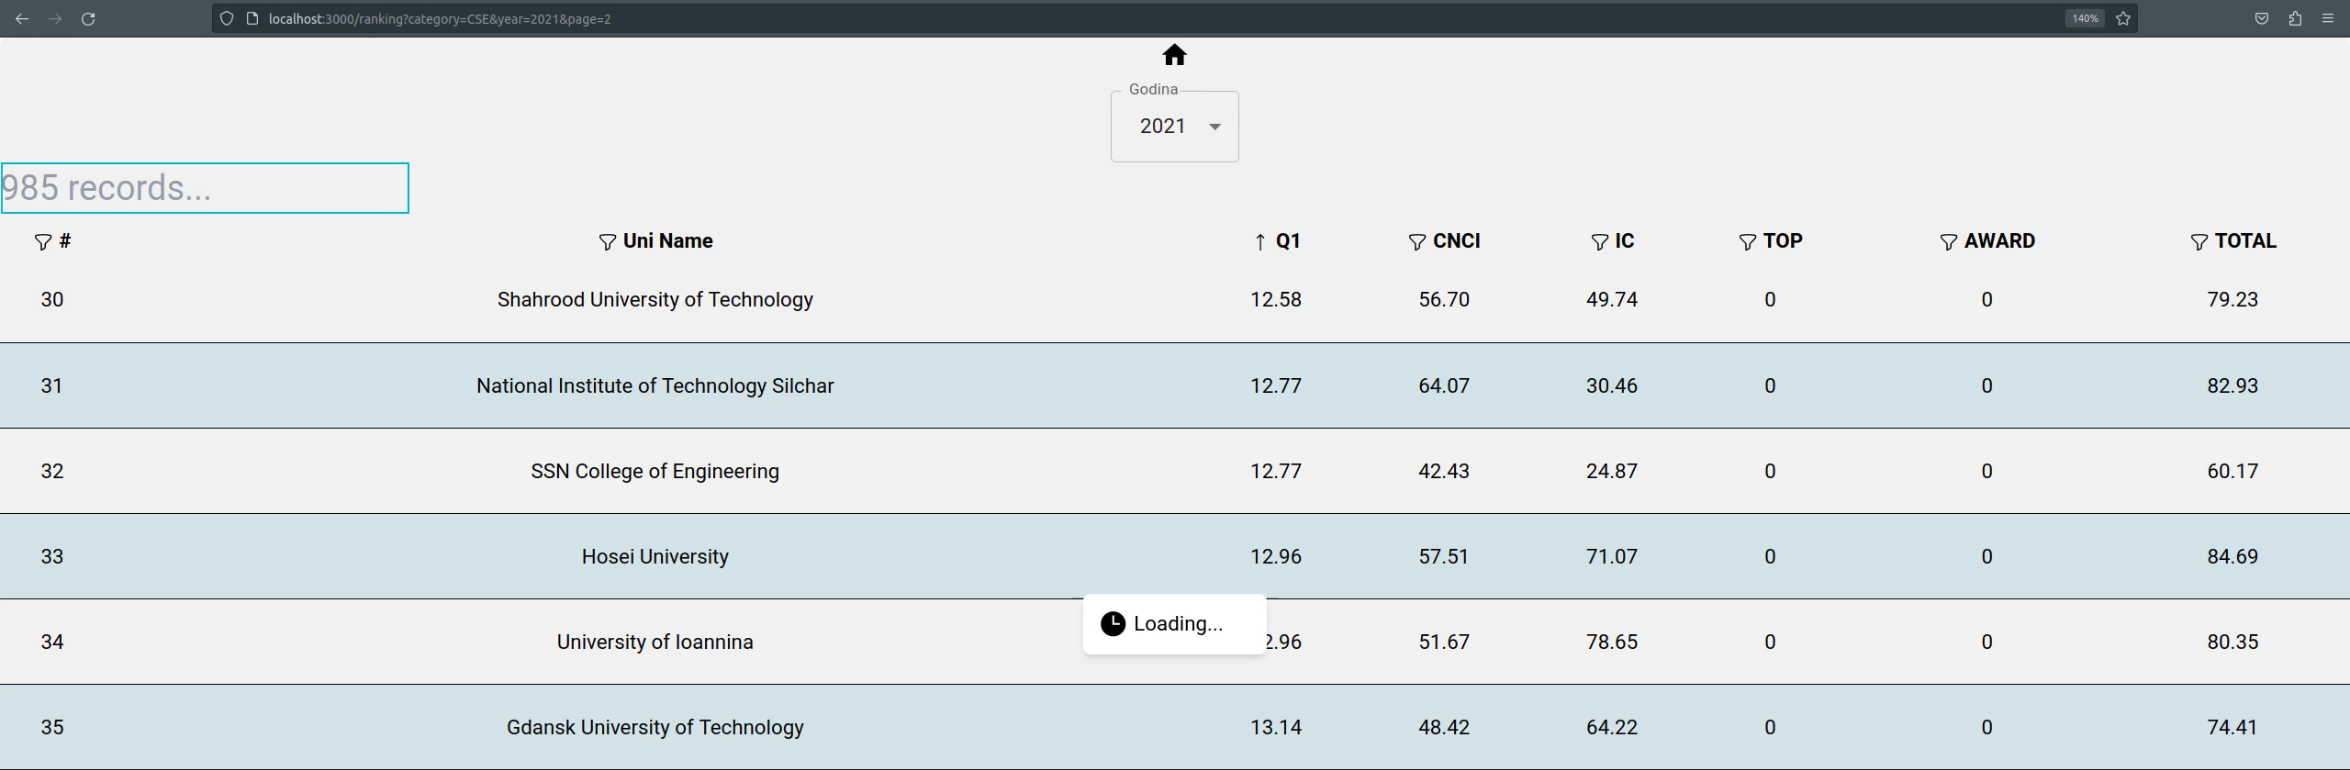 localhost:3000/ranking?category=CSE&year=2021&page=2 140%
Godina
2021
985 records...
# Uni Name Q1 CNCI IC TOP AWARD TOTAL
30 Shahrood University of Technology 12.58 56.70 49.74 0 0 79.23
31 National Institute of Technology Silchar 12.77 64.07 30.46 0 0 82.93
32 SSN College of Engineering 12.77 42.43 24.87 0 0 60.17
33 Hosei University 12.96 57.51 71.07 0 0 84.69
Loading...
34 University of Ioannina 2.96 51.67 78.65 0 0 80.35
35 Gdansk University of Technology 13.14 48.42 64.22 0 0 74.41